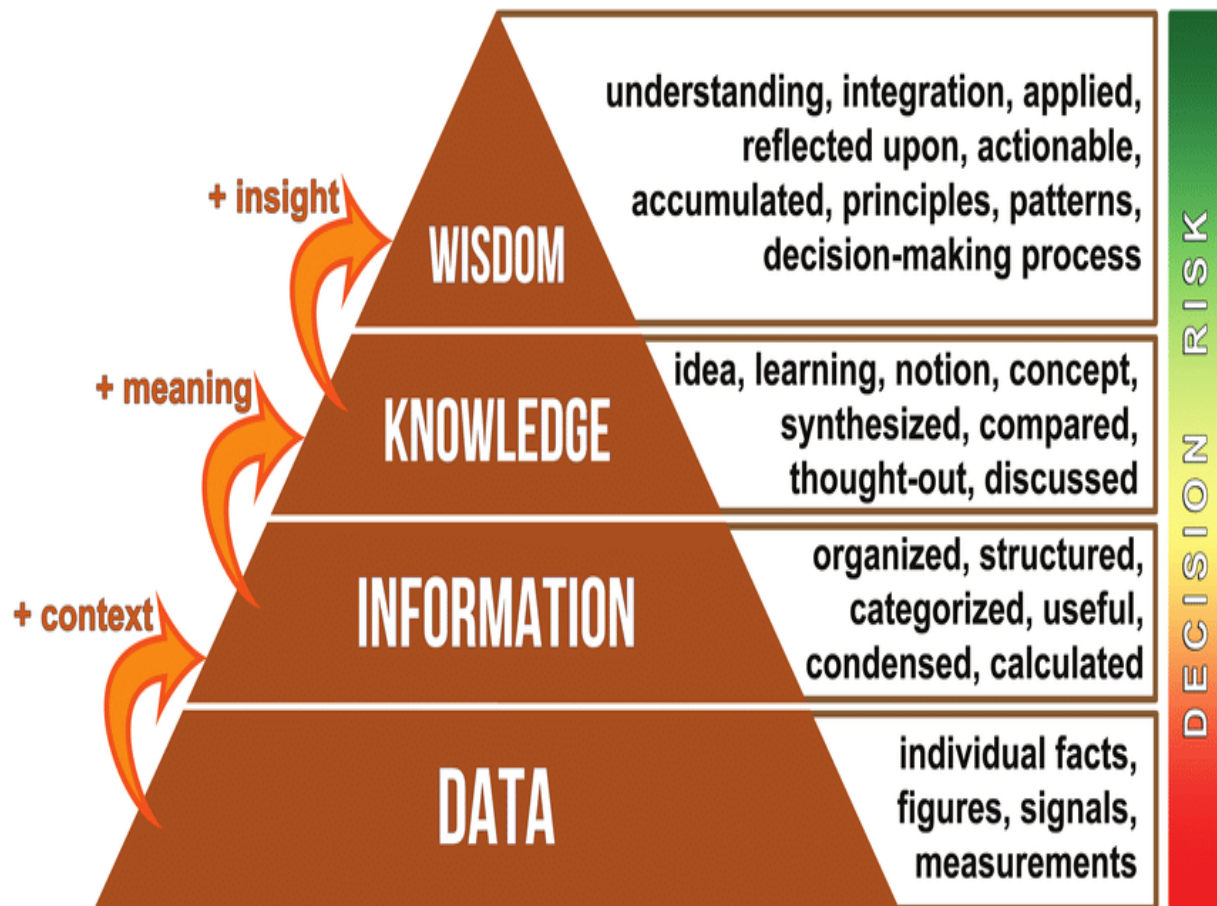 understanding, integration, applied,
reflected upon, actionable,
accumulated, principles, patterns,
decision-making process
+ insight
WISDOM
idea, learning, notion, concept,
synthesized, compared,
thought-out, discussed
+ meaning
KNOWLEDGE
organized, structured,
categorized, useful,
condensed, calculated
+ context
INFORMATION
individual facts,
figures, signals,
measurements
DATA
DECISION RISK